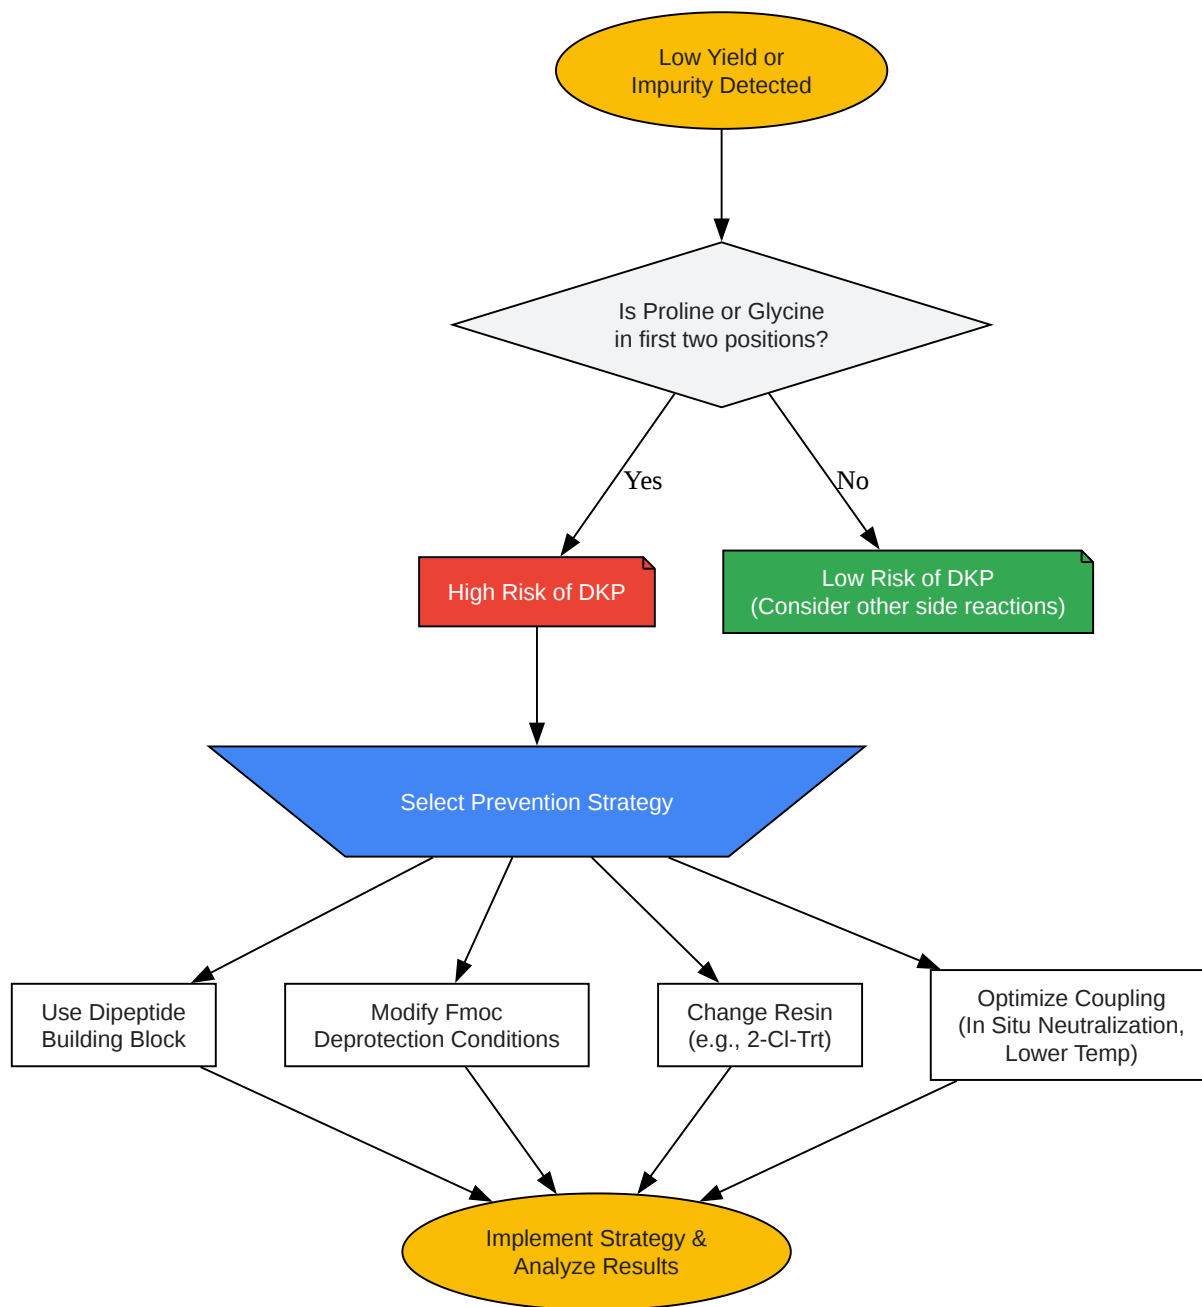 Low Yield or
Impurity Detected
Is Proline or Glycine
in first two positions?
Yes
No
High Risk of DKP
Low Risk of DKP
(Consider other side reactions)
Select Prevention Strategy
Use Dipeptide
Building Block
Modify Fmoc
Deprotection Conditions
Change Resin
(e.g., 2-Cl-Trt)
Optimize Coupling
(In Situ Neutralization,
Lower Temp)
Implement Strategy &
Analyze Results